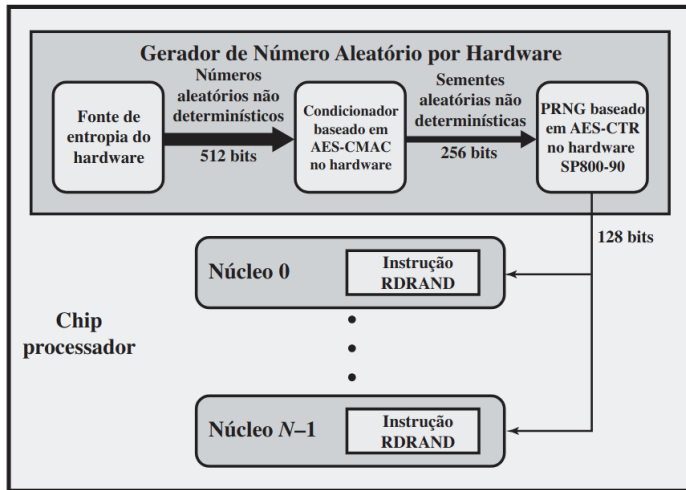 Gerador de Número Aleatório por Hardware
Fonte de
entropia do
hardware
Números
aleatórios não
determinísticos
512 bits
Condicionador
baseado em
AES-CMAC
no hardware
Sementes
aleatórias não
determinísticas
256 bits
PRNG baseado
em AES-CTR
no hardware
SP800-90
128 bits
Núcleo 0
Instrução
RDRAND
Chip
processador
Núcleo N–1
Instrução
RDRAND